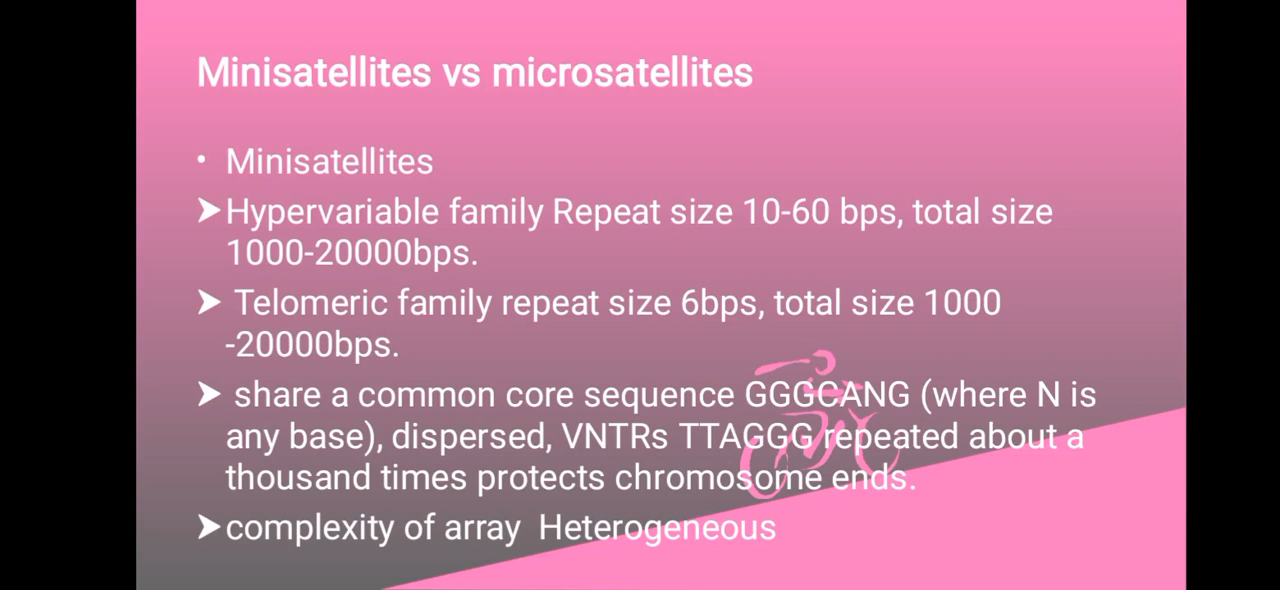 Minisatellites vs microsatellites
• Minisatellites
➤Hypervariable family Repeat size 10-60 bps, total size
1000-20000bps.
➤ Telomeric family repeat size 6bps, total size 1000
-20000bps.
➤ share a common core sequence GGGCANG (where N is
any base), dispersed, VNTRs TTAGGG repeated about a
thousand times protects chromosome ends.
➤complexity of array  Heterogeneous